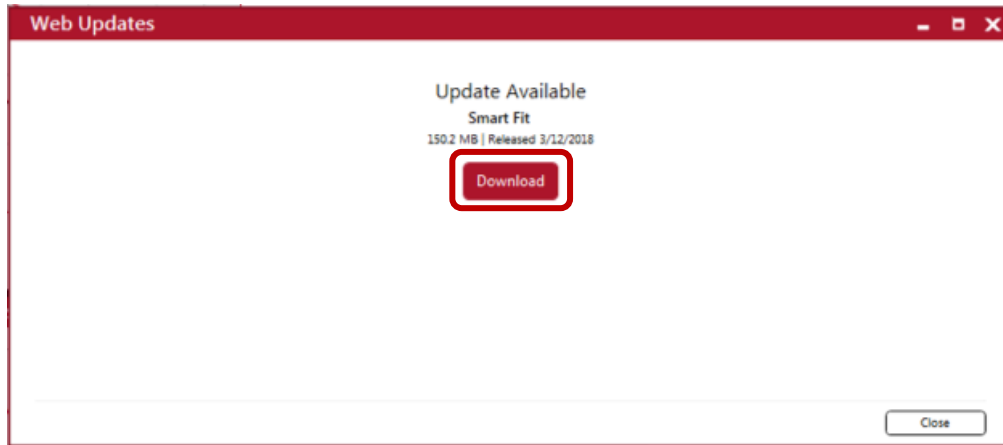 Web Updates
Update Available
Smart Fit
150.2 MB | Released 3/12/2018
Download
Close